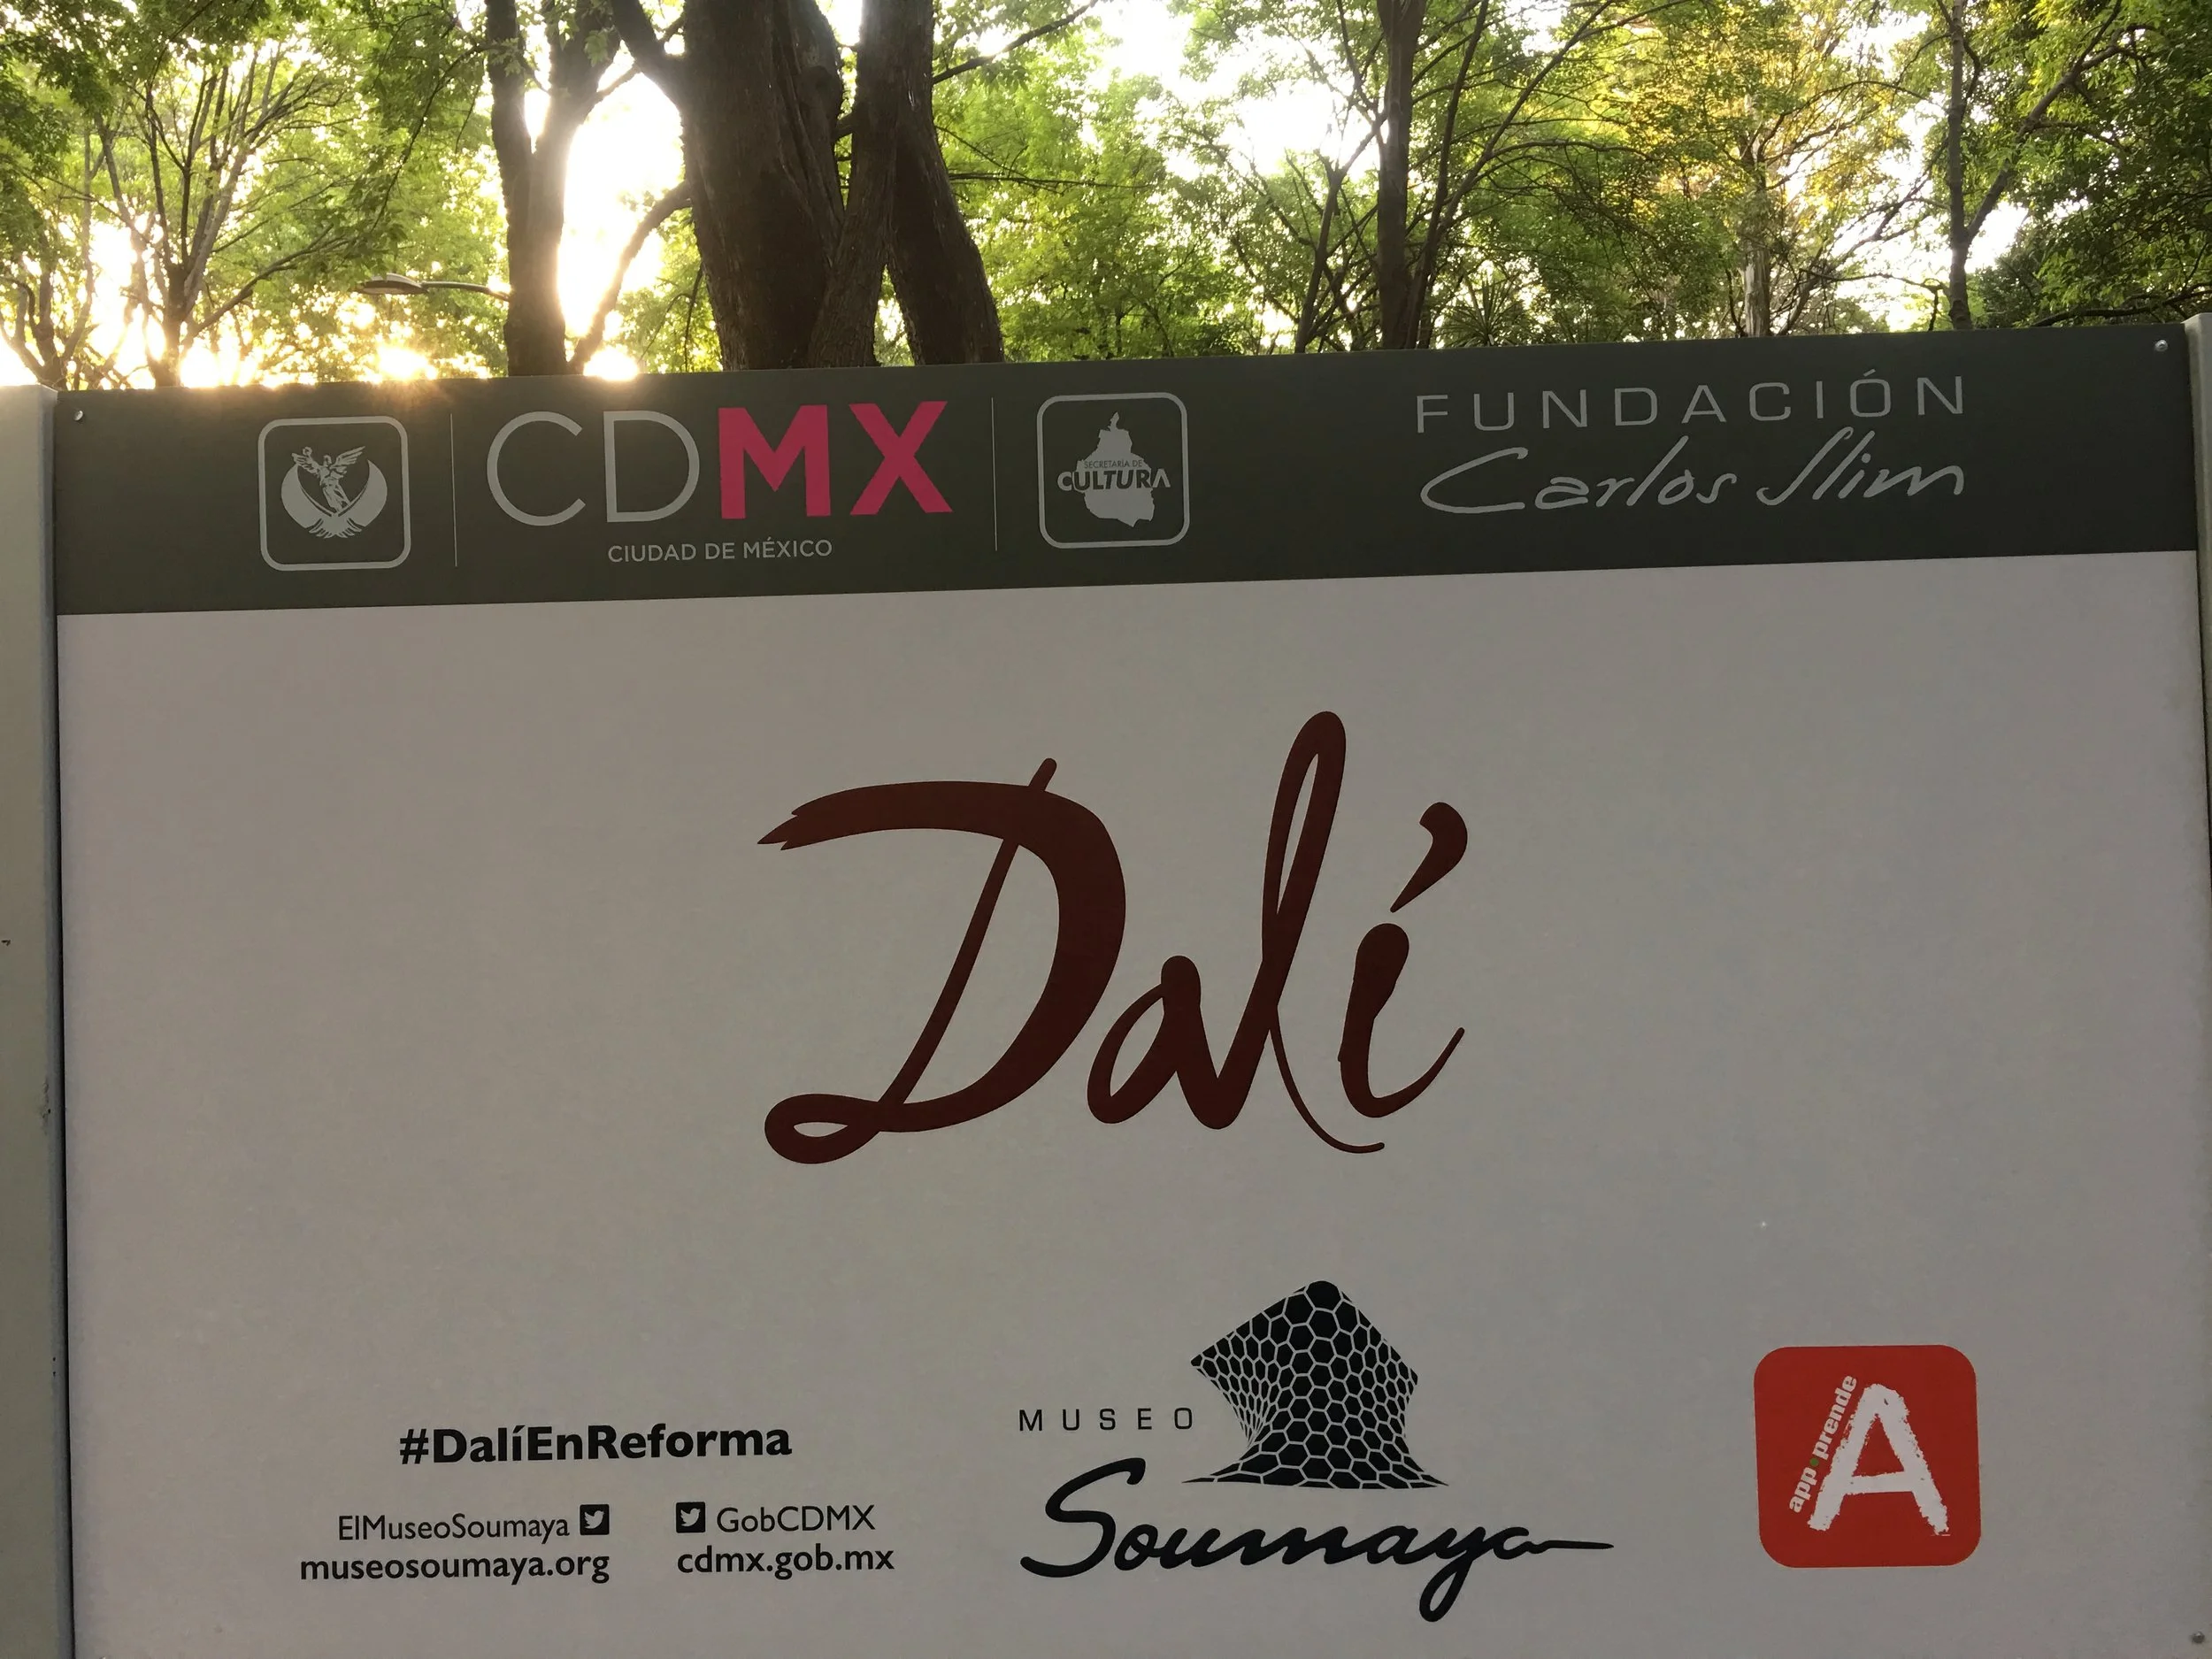 CDMX
CIUDAD DE MÉXICO
SECRETARÍA DE
CULTURA
FUNDACIÓN
Carlos Slim
Dalí
#DalíEnReforma
ElMuseoSoumaya
museosoumaya.org
GobCDMX
cdmx.gob.mx
MUSEO
Soumaya
app•prende
A